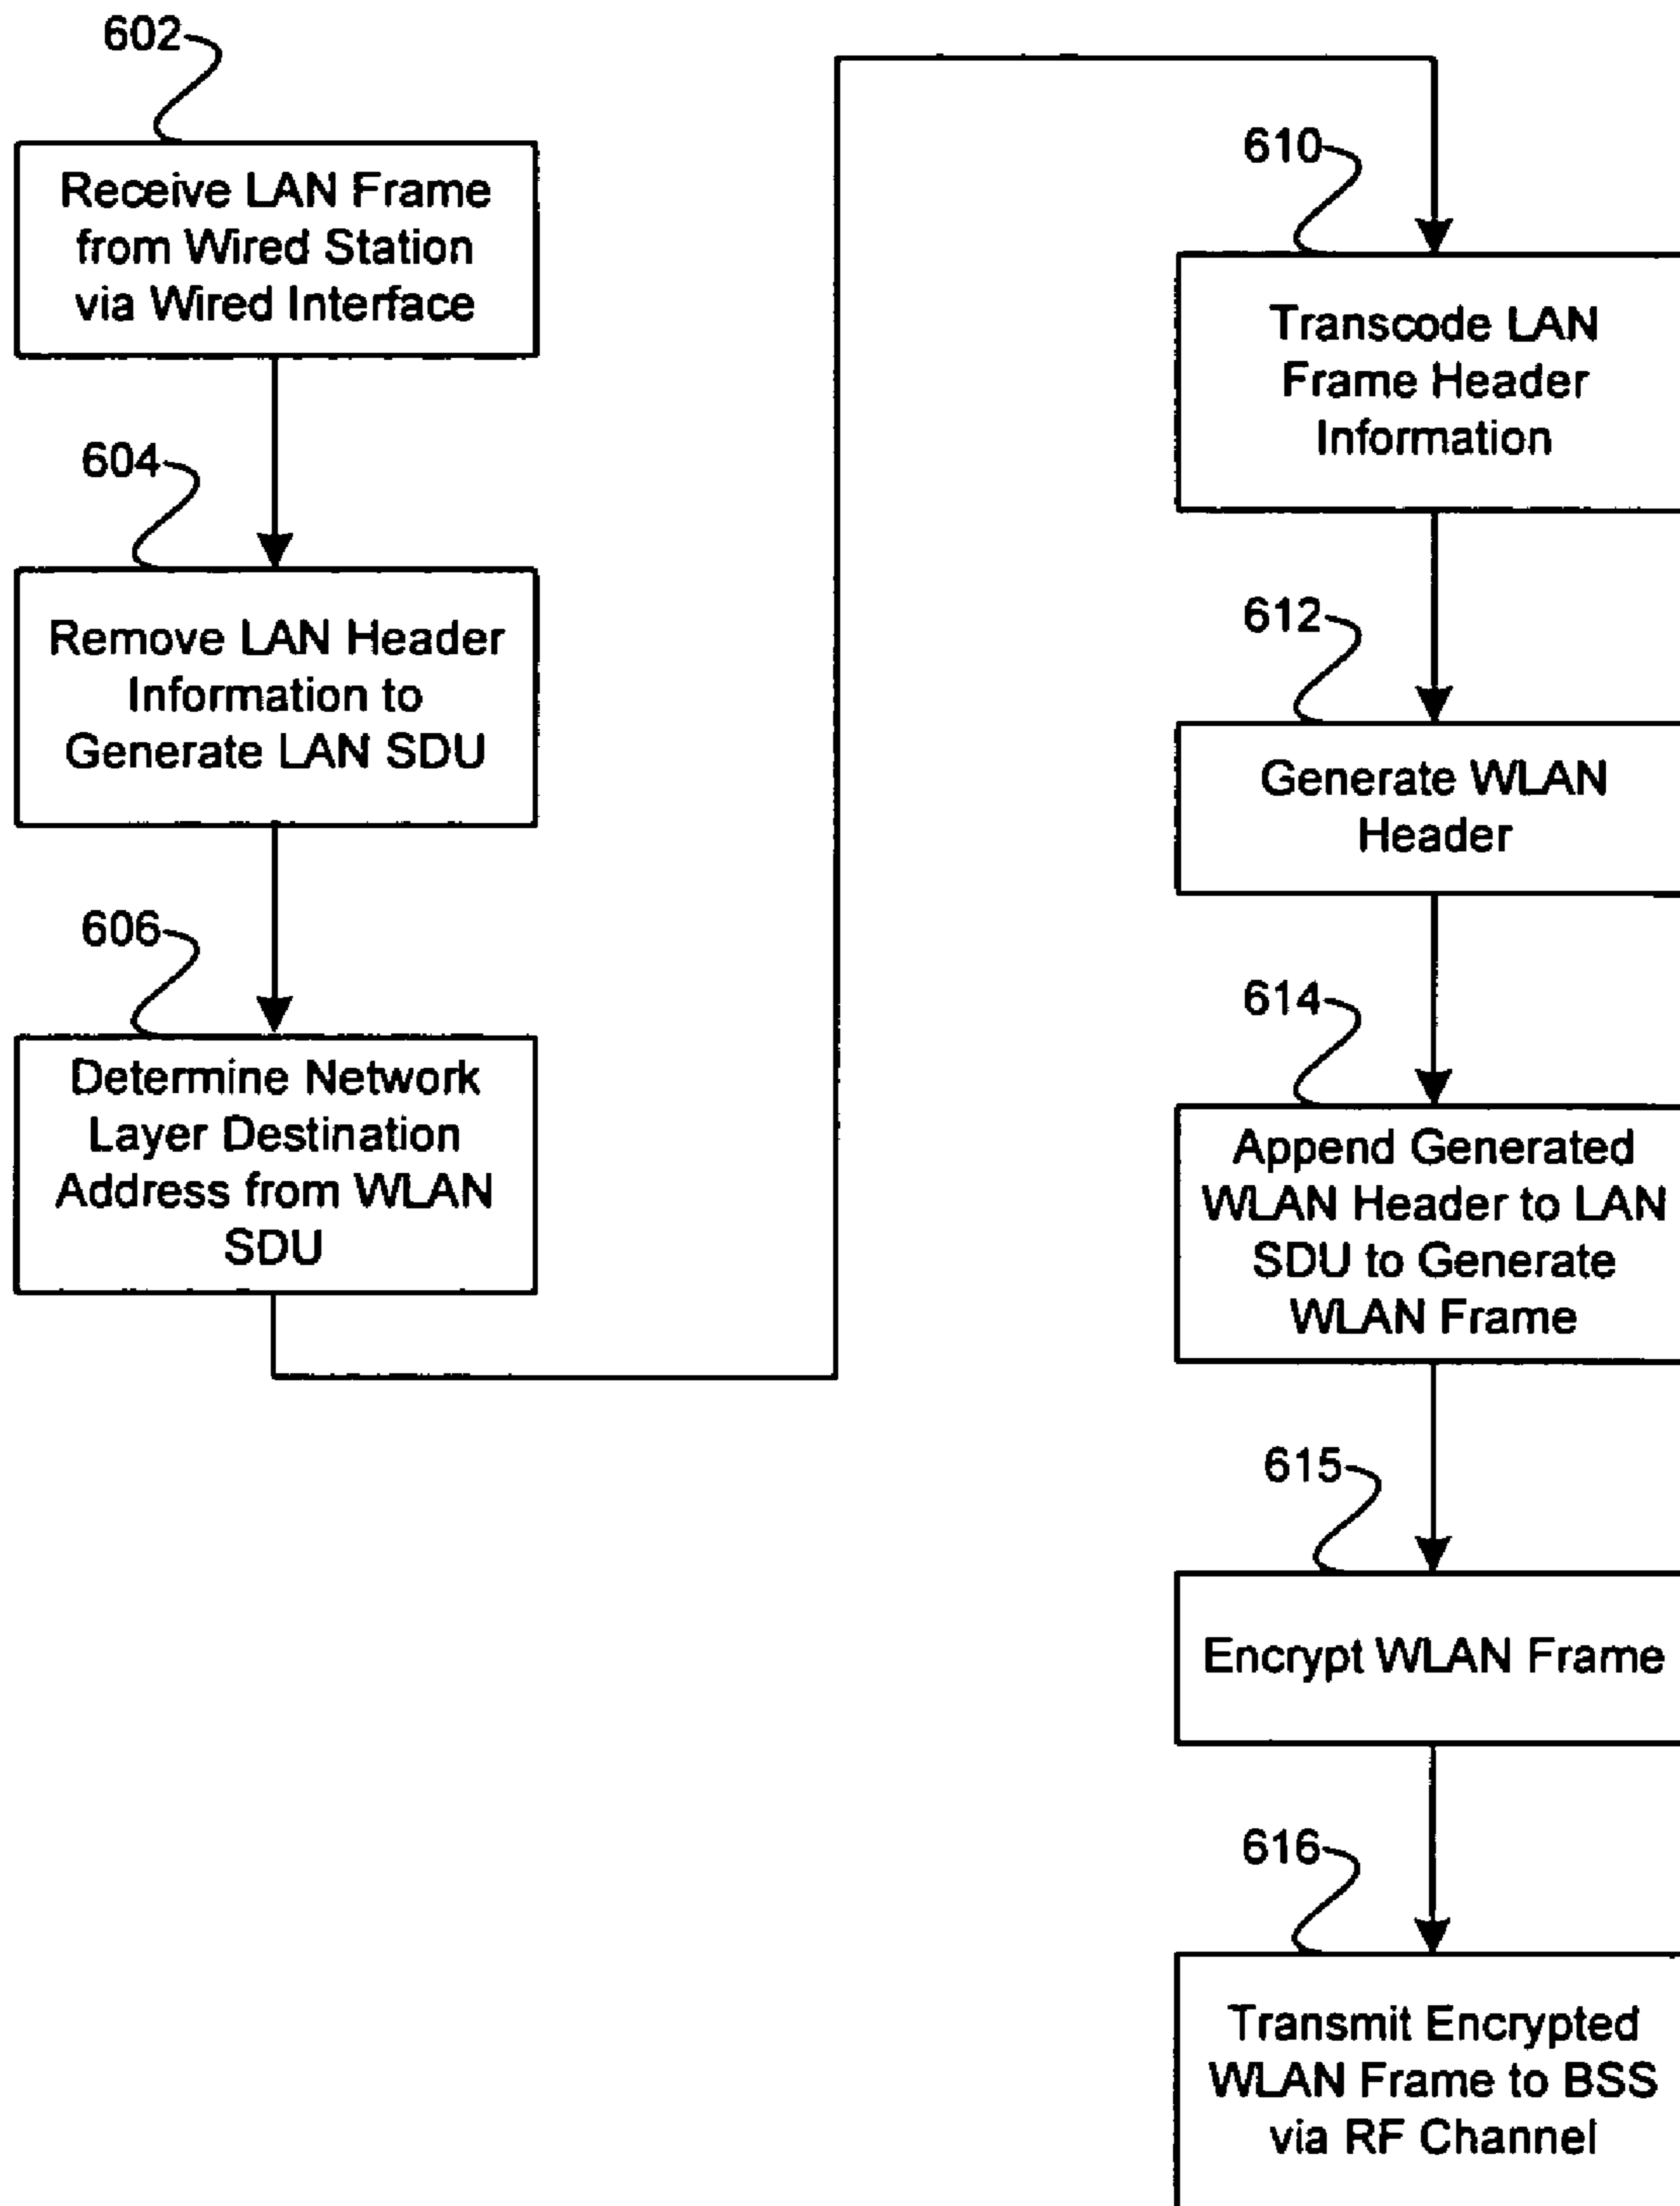 602
Receive LAN Frame
from Wired Station
via Wired Interface
604
Remove LAN Header
Information to
Generate LAN SDU
606
Determine Network
Layer Destination
Address from WLAN
SDU
610
Transcode LAN
Frame Header
Information
612
Generate WLAN
Header
614
Append Generated
WLAN Header to LAN
SDU to Generate
WLAN Frame
615
Encrypt WLAN Frame
616
Transmit Encrypted
WLAN Frame to BSS
via RF Channel